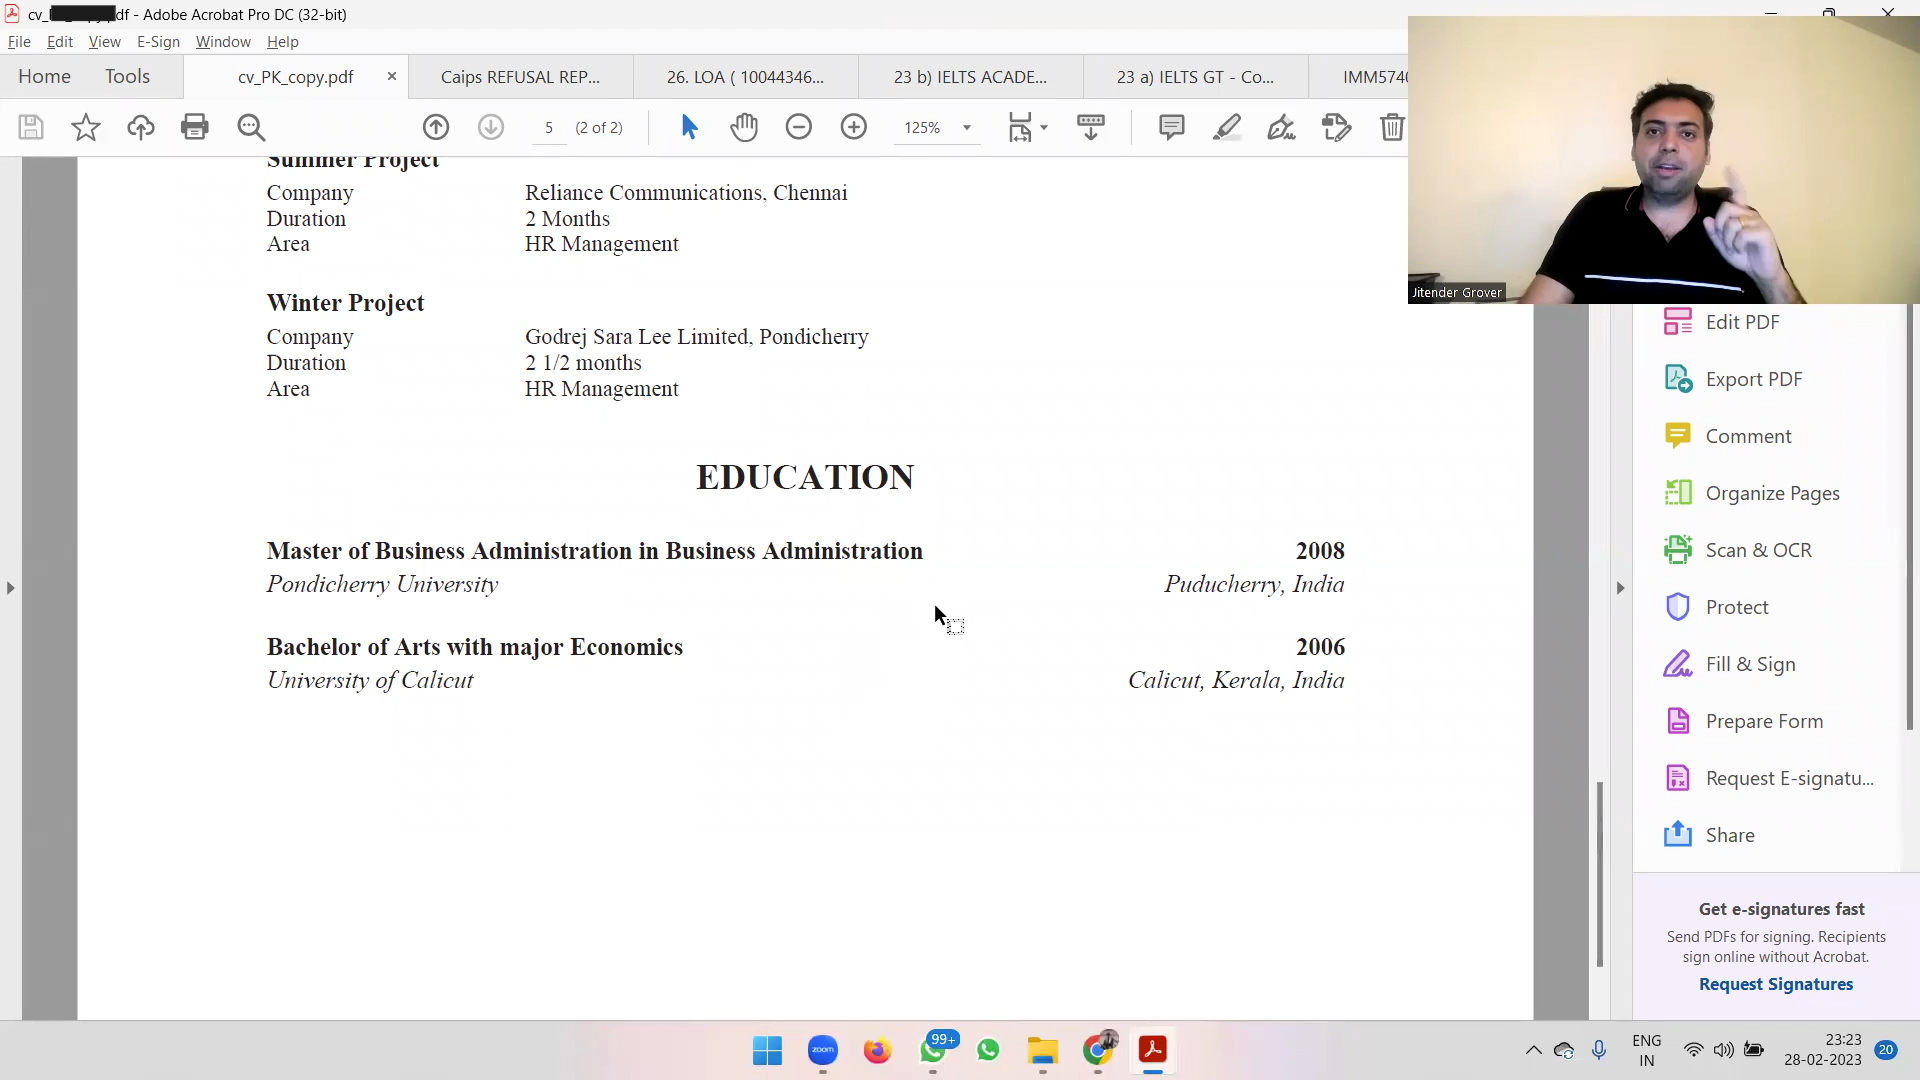 cv_ df - Adobe Acrobat Pro DC (32-bit)
File Edit View E-Sign Window Help
Home Tools cv_PK_copy.pdf × Caips REFUSAL REP... 26. LOA ( 10044346... 23 b) IELTS ACADE... 23 a) IELTS GT - Co... IMM5740
5 (2 of 2) 125%
Jitender Grover
Summer Project
Company Reliance Communications, Chennai
Duration 2 Months
Area HR Management
Winter Project
Company Godrej Sara Lee Limited, Pondicherry
Duration 2 1/2 months
Area HR Management
EDUCATION
Master of Business Administration in Business Administration 2008
Pondicherry University Puducherry, India
Bachelor of Arts with major Economics 2006
University of Calicut Calicut, Kerala, India
Edit PDF
Export PDF
Comment
Organize Pages
Scan & OCR
Protect
Fill & Sign
Prepare Form
Request E-signatu...
Share
Get e-signatures fast
Send PDFs for signing. Recipients
sign online without Acrobat.
Request Signatures
zoom
99+
ENG
IN
23:23
28-02-2023
20